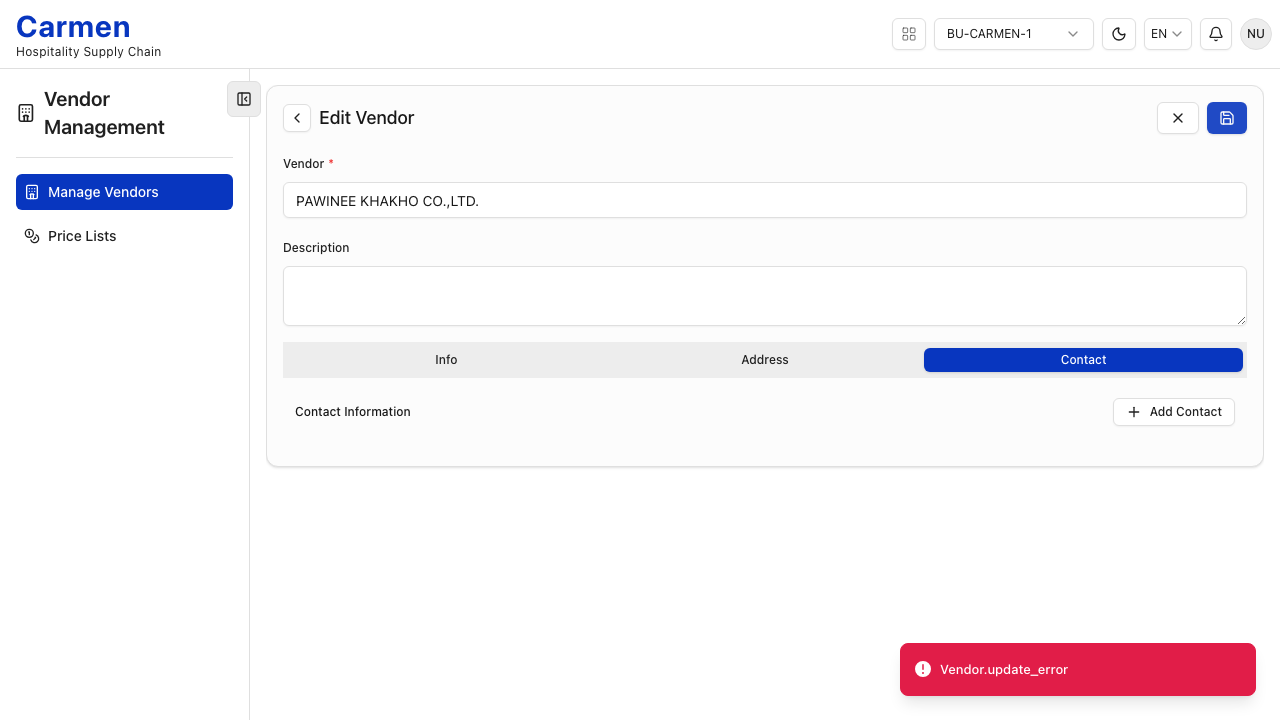 Carmen
Hospitality Supply Chain
BU-CARMEN-1
EN
NU
Vendor
Management
Manage Vendors
Price Lists
Edit Vendor
Vendor *
PAWINEE KHAKHO CO.,LTD.
Description
Info
Address
Contact
Contact Information
Add Contact
Vendor.update_error